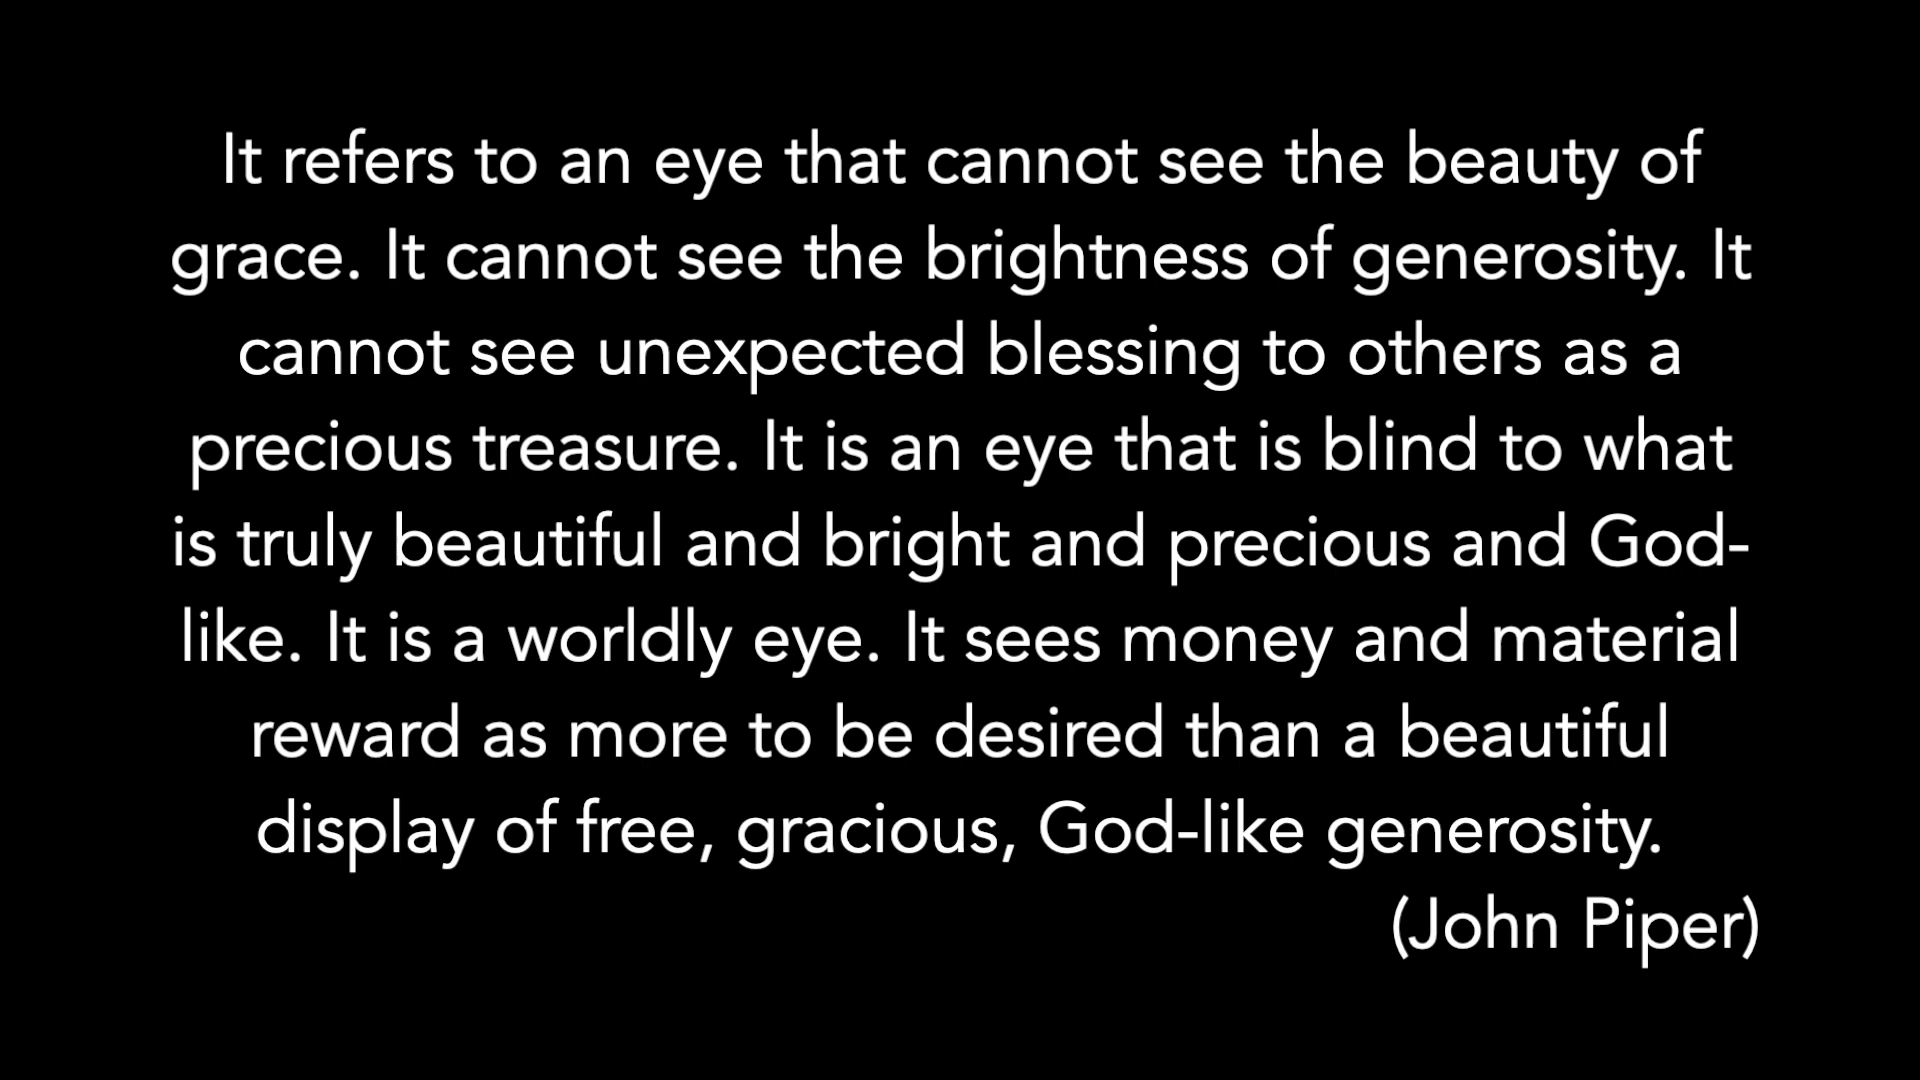 It refers to an eye that cannot see the beauty of
grace. It cannot see the brightness of generosity. It
cannot see unexpected blessing to others as a
precious treasure. It is an eye that is blind to what
is truly beautiful and bright and precious and God-
like. It is a worldly eye. It sees money and material
reward as more to be desired than a beautiful
display of free, gracious, God-like generosity.
(John Piper)